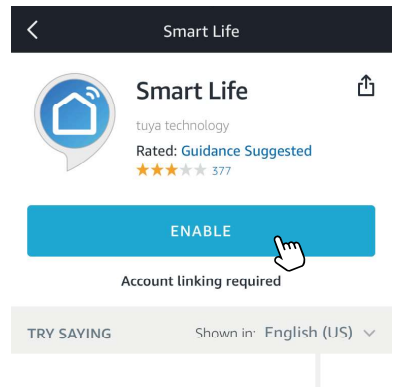 Smart Life
Smart Life
tuya technology
Rated: Guidance Suggested
377
ENABLE
Account linking required
TRY SAYING Shown in: English (US)